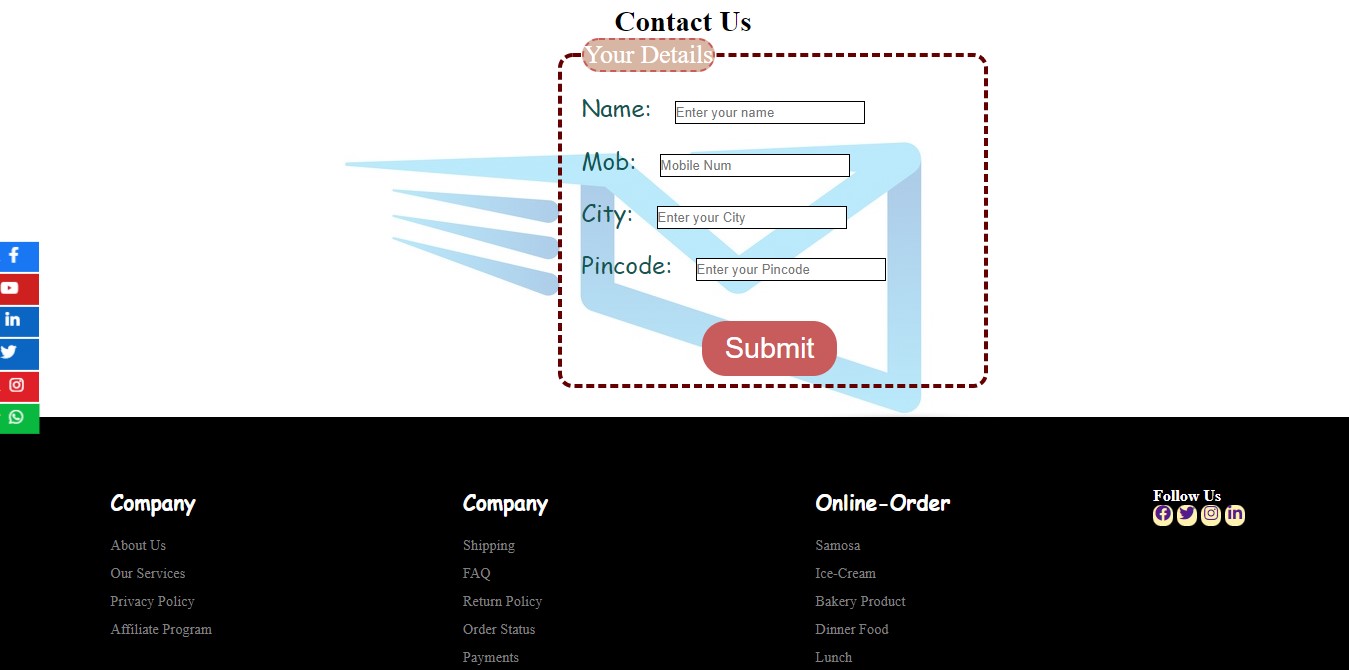 Contact Us
Your Details
Name: Enter your name
Mob: Mobile Num
City: Enter your City
Pincode: Enter your Pincode
Submit
Company
About Us
Our Services
Privacy Policy
Affiliate Program
Company
Shipping
FAQ
Return Policy
Order Status
Payments
Online-Order
Samosa
Ice-Cream
Bakery Product
Dinner Food
Lunch
Follow Us